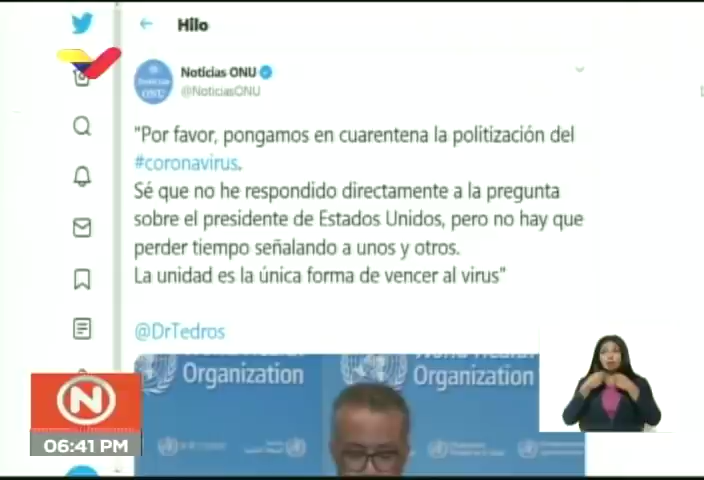 Hilo
Noticias ONU
@NoticiasONU
"Por favor, pongamos en cuarentena la politización del
#coronavirus.
Sé que no he respondido directamente a la pregunta
sobre el presidente de Estados Unidos, pero no hay que
perder tiempo señalando a unos y otros.
La unidad es la única forma de vencer al virus"
@DrTedros
Organization
World Health
Organization
N
06:41 PM